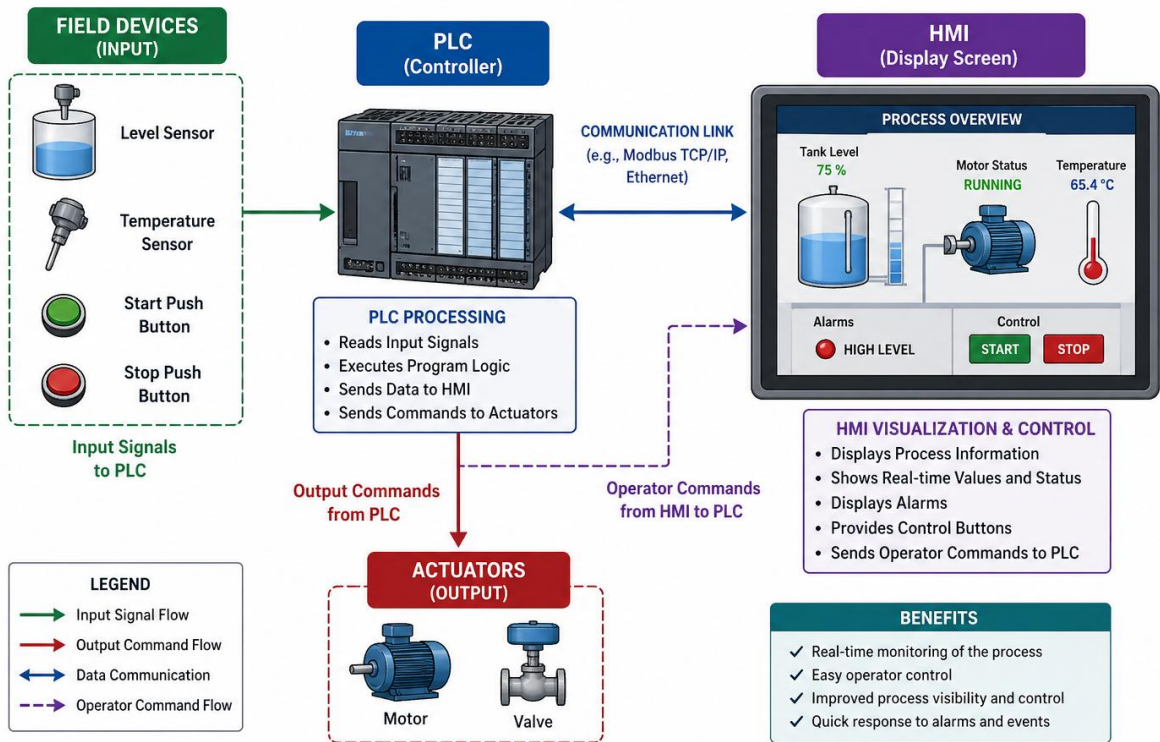 FIELD DEVICES
(INPUT)
Level Sensor
Temperature
Sensor
Start Push
Button
Stop Push
Button
Input Signals
to PLC
PLC
(Controller)
COMMUNICATION LINK
(e.g., Modbus TCP/IP,
Ethernet)
PLC PROCESSING
• Reads Input Signals
• Executes Program Logic
• Sends Data to HMI
• Sends Commands to Actuators
Output Commands
from PLC
Operator Commands
from HMI to PLC
HMI
(Display Screen)
PROCESS OVERVIEW
Tank Level
75 %
Motor Status
RUNNING
Temperature
65.4 °C
Alarms
HIGH LEVEL
Control
START
STOP
HMI VISUALIZATION & CONTROL
• Displays Process Information
• Shows Real-time Values and Status
• Displays Alarms
• Provides Control Buttons
• Sends Operator Commands to PLC
LEGEND
Input Signal Flow
Output Command Flow
Data Communication
Operator Command Flow
ACTUATORS
(OUTPUT)
Motor
Valve
BENEFITS
✓ Real-time monitoring of the process
✓ Easy operator control
✓ Improved process visibility and control
✓ Quick response to alarms and events